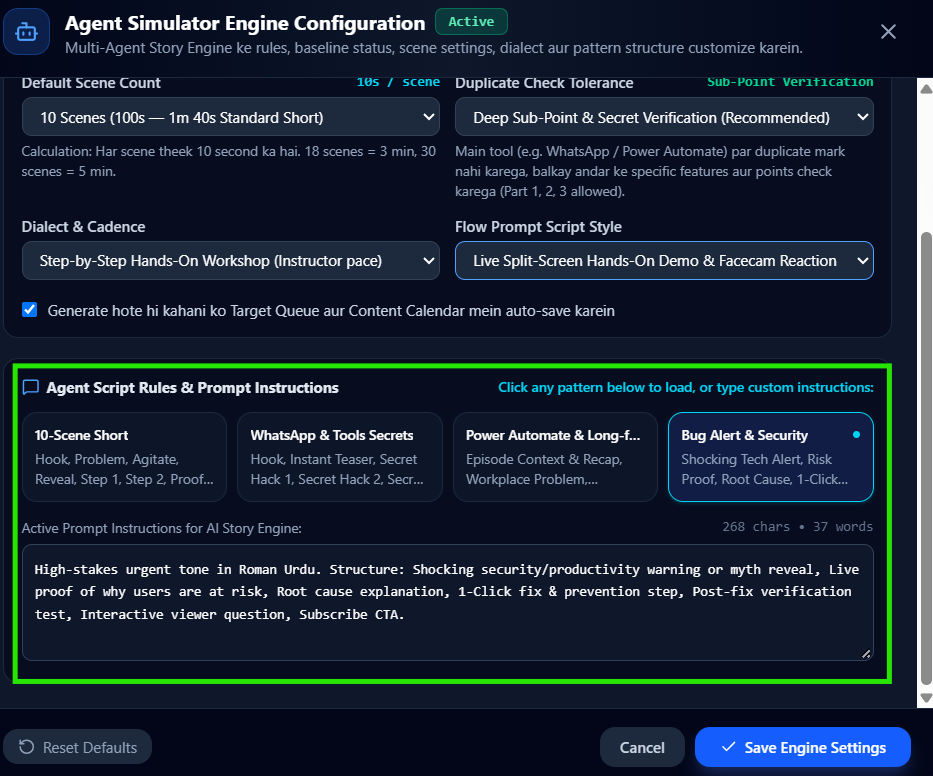 Agent Simulator Engine Configuration Active
Multi-Agent Story Engine ke rules, baseline status, scene settings, dialect aur pattern structure customize karein.
Default Scene Count 10s / scene
10 Scenes (100s — 1m 40s Standard Short)
Calculation: Har scene theek 10 second ka hai. 18 scenes = 3 min, 30
scenes = 5 min.
Duplicate Check Tolerance Sub-Point Verification
Deep Sub-Point & Secret Verification (Recommended)
Main tool (e.g. WhatsApp / Power Automate) par duplicate mark
nahi karega, balkay andar ke specific features aur points check
karega (Part 1, 2, 3 allowed).
Dialect & Cadence
Step-by-Step Hands-On Workshop (Instructor pace)
Flow Prompt Script Style
Live Split-Screen Hands-On Demo & Facecam Reaction
Generate hote hi kahani ko Target Queue aur Content Calendar mein auto-save karein
Agent Script Rules & Prompt Instructions
Click any pattern below to load, or type custom instructions:
10-Scene Short
Hook, Problem, Agitate,
Reveal, Step 1, Step 2, Proof...
WhatsApp & Tools Secrets
Hook, Instant Teaser, Secret
Hack 1, Secret Hack 2, Secr...
Power Automate & Long-f...
Episode Context & Recap,
Workplace Problem,...
Bug Alert & Security
Shocking Tech Alert, Risk
Proof, Root Cause, 1-Click...
Active Prompt Instructions for AI Story Engine:
268 chars • 37 words
High-stakes urgent tone in Roman Urdu. Structure: Shocking security/productivity warning or myth reveal, Live
proof of why users are at risk, Root cause explanation, 1-Click fix & prevention step, Post-fix verification
test, Interactive viewer question, Subscribe CTA.
Reset Defaults
Cancel
Save Engine Settings